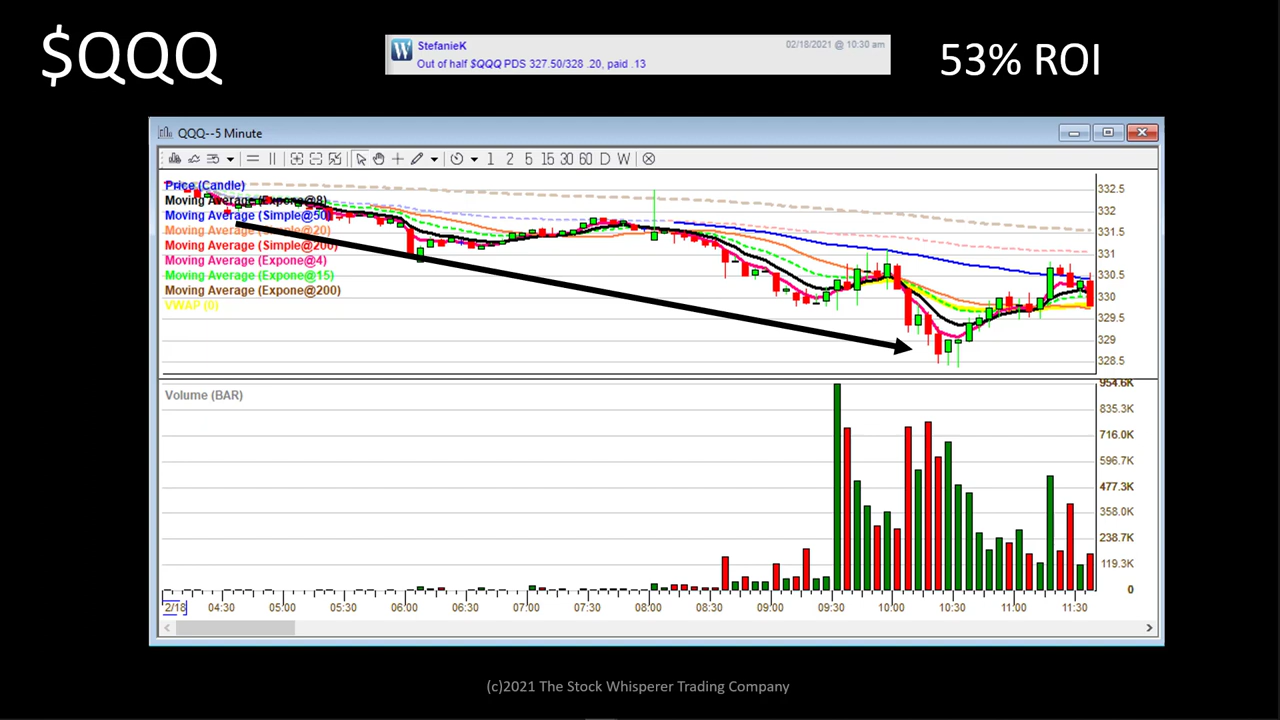 $QQQ
W
StefanieK
02/18/2021 @ 10:30 am
Out of half $QQQ PDS 327.50/328 .20, paid .13
53% ROI
QQQ--5 Minute
1 2 5 15 30 60 D W
Price (Candle)
Moving Average (Expone@8)
Moving Average (Simple@50)
Moving Average (Simple@20)
Moving Average (Simple@200)
Moving Average (Expone@4)
Moving Average (Expone@15)
Moving Average (Expone@200)
VWAP (0)
332.5
332
331.5
331
330.5
330
329.5
329
328.5
Volume (BAR)
954.6K
835.3K
716.0K
596.7K
477.3K
358.0K
238.7K
119.3K
0
2/18 04:30 05:00 05:30 06:00 06:30 07:00 07:30 08:00 08:30 09:00 09:30 10:00 10:30 11:00 11:30
(c)2021 The Stock Whisperer Trading Company